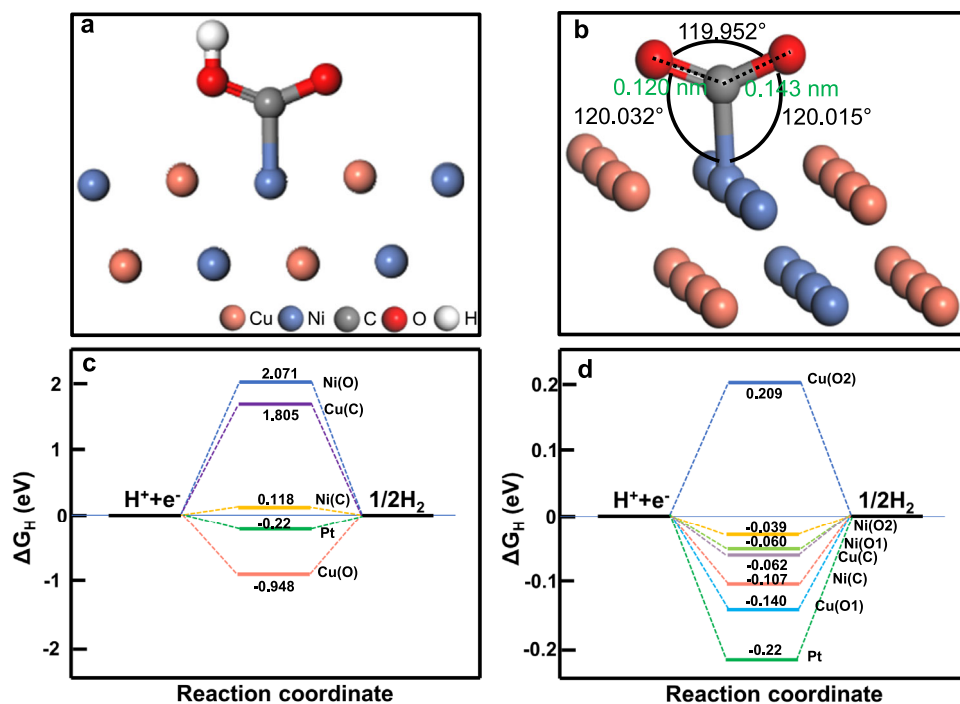 a
Cu Ni C O H
b
119.952°
0.120 nm 0.143 nm
120.032° 120.015°
c
ΔG_H (eV)
2
1
0
-1
-2
2.071
Ni(O)
Cu(C)
1.805
H⁺+e⁻
1/2H₂
0.118
Ni(C)
-0.22
Pt
Cu(O)
-0.948
Reaction coordinate
d
ΔG_H (eV)
0.2
0.1
0
-0.1
-0.2
Cu(O2)
0.209
H⁺+e⁻
1/2H₂
-0.039
Ni(O2)
-0.060
Ni(O1)
Cu(C)
-0.062
Ni(C)
-0.107
-0.140
Cu(O1)
-0.22
Pt
Reaction coordinate